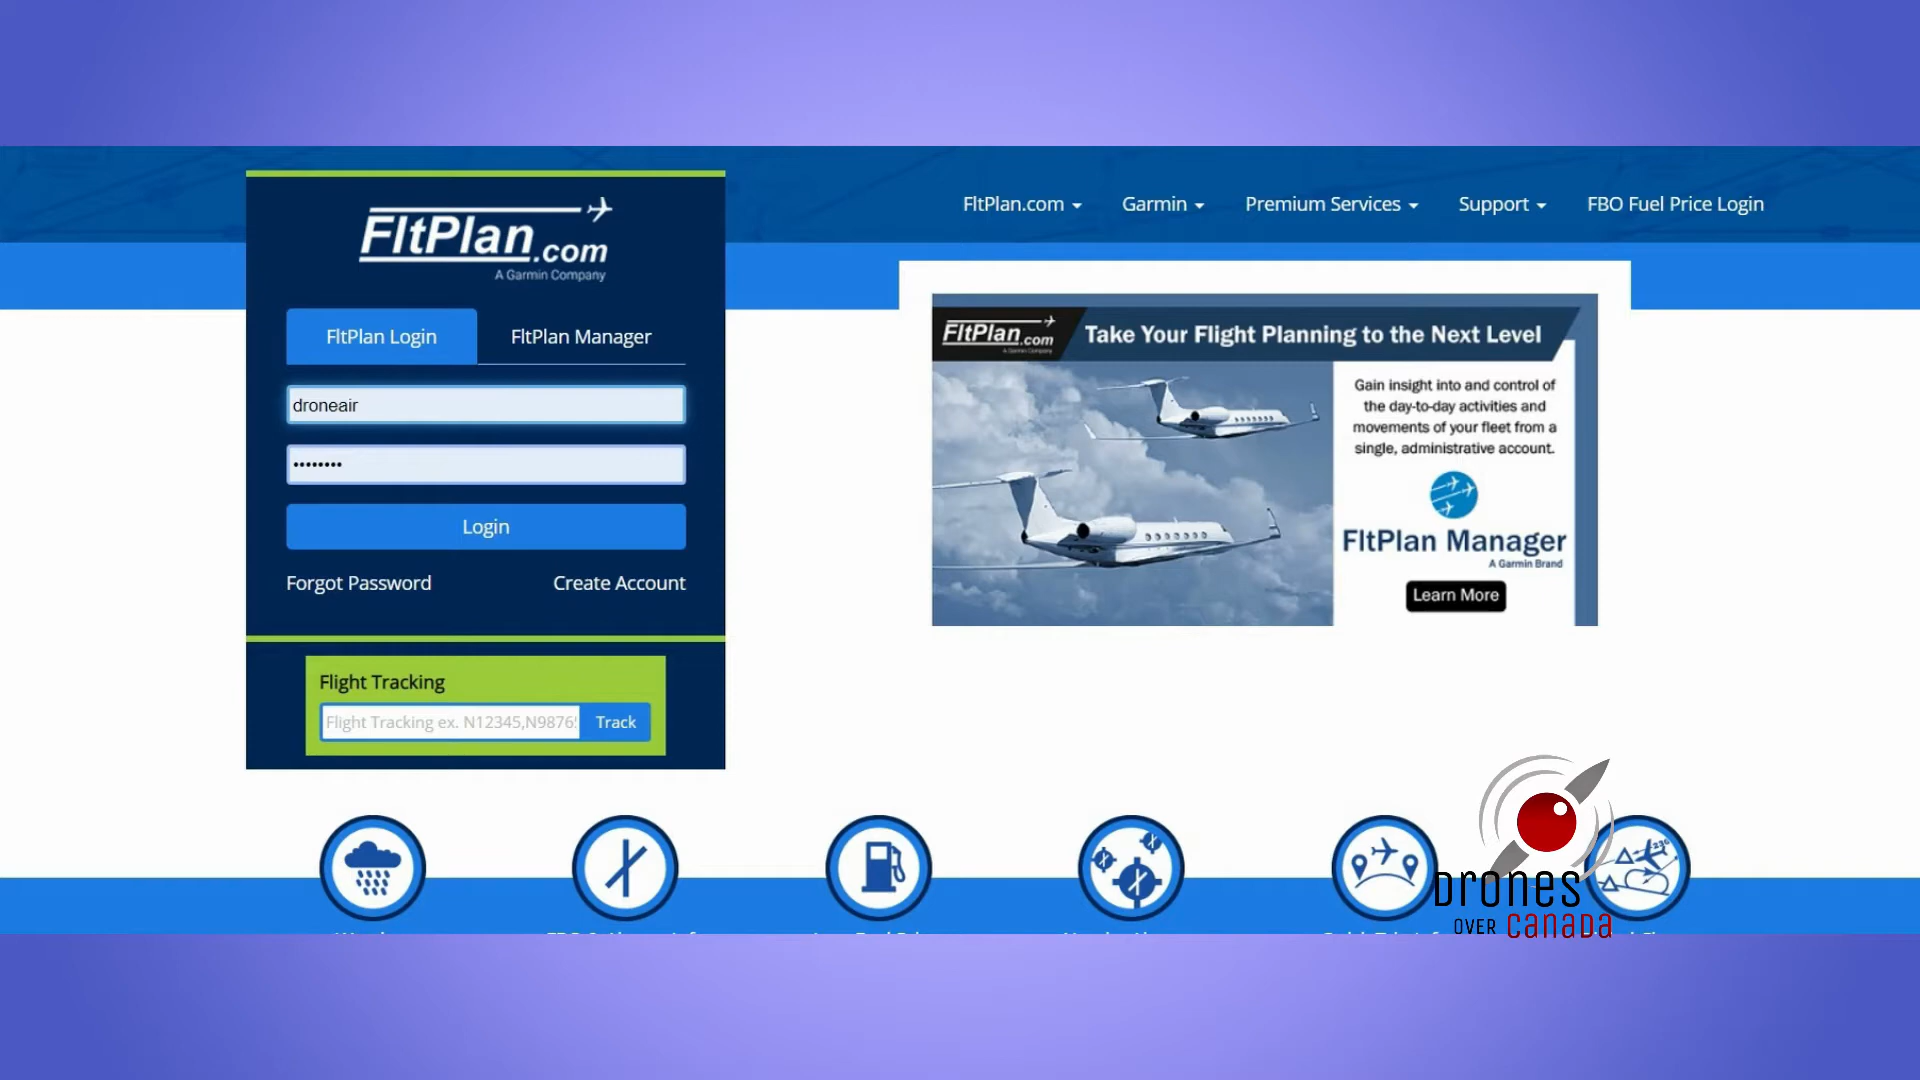 FltPlan.com
A Garmin Company
FltPlan.com
Garmin
Premium Services
Support
FBO Fuel Price Login
FltPlan Login
FltPlan Manager
droneair
••••••••
Login
Forgot Password
Create Account
Flight Tracking
Flight Tracking ex. N12345,N9876
Track
FltPlan.com
A Garmin Company
Take Your Flight Planning to the Next Level
Gain insight into and control of
the day-to-day activities and
movements of your fleet from a
single, administrative account.
FltPlan Manager
A Garmin Brand
Learn More
DRONES
OVER CANADA